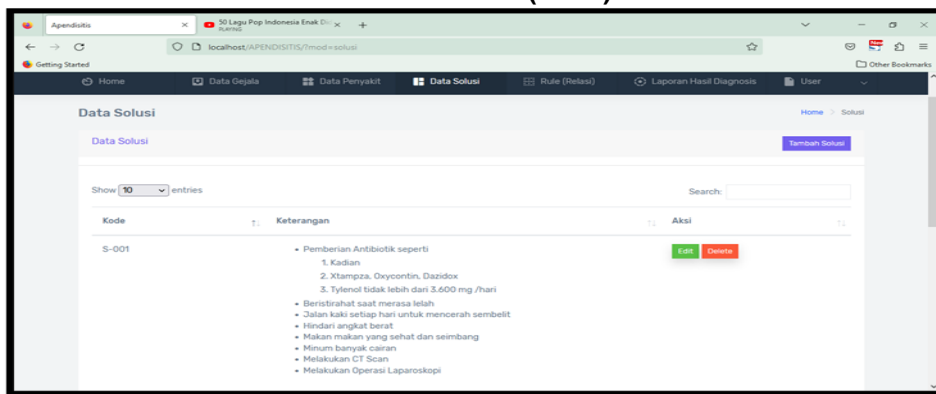 Apendisitis
50 Lagu Pop Indonesia Enak Di
PLAYING
localhost/APENDISITIS/?mod=solusi
New
Getting Started
Other Bookmarks
Home
Data Gejala
Data Penyakit
Data Solusi
Rule (Relasi)
Laporan Hasil Diagnosis
User
Data Solusi
Home > Solusi
Data Solusi
Tambah Solusi
Show 10 entries
Search:
Kode
Keterangan
Aksi
S-001
• Pemberian Antibiotik seperti
1. Kadian
2. Xtampza, Oxycontin, Dazidox
3. Tylenol tidak lebih dari 3.600 mg /hari
• Beristirahat saat merasa lelah
• Jalan kaki setiap hari untuk mencerah sembelit
• Hindari angkat berat
• Makan makan yang sehat dan seimbang
• Minum banyak cairan
• Melakukan CT Scan
• Melakukan Operasi Laparoskopi
Edit
Delete